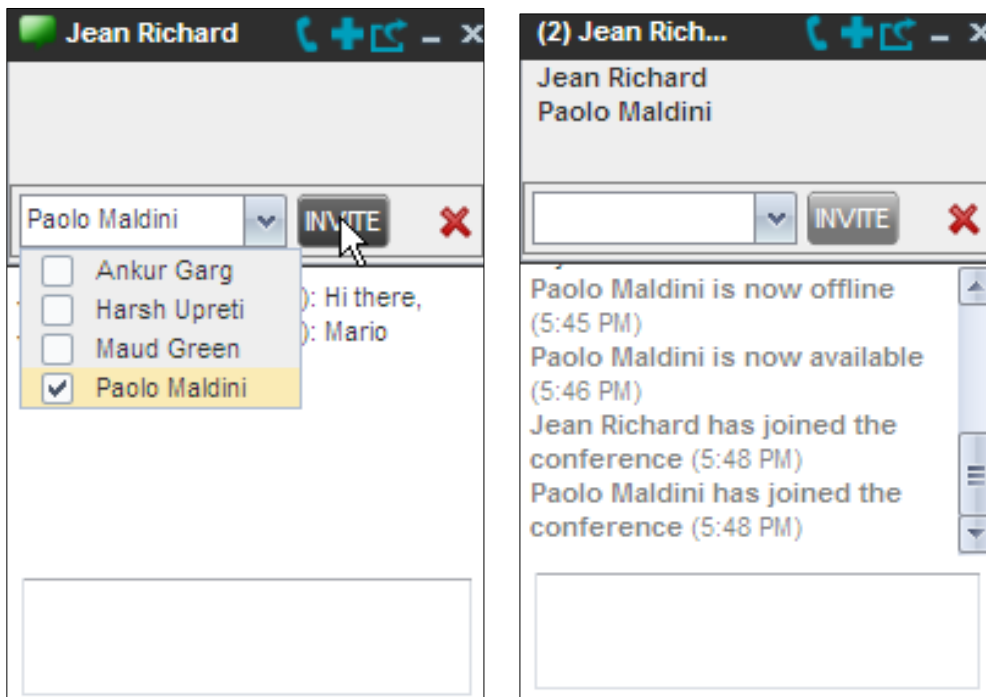 Jean Richard
Paolo Maldini
INVITE
Ankur Garg
Harsh Upreti
Maud Green
Paolo Maldini
): Hi there,
): Mario
(2) Jean Rich...
Jean Richard
Paolo Maldini
INVITE
Paolo Maldini is now offline
(5:45 PM)
Paolo Maldini is now available
(5:46 PM)
Jean Richard has joined the
conference (5:48 PM)
Paolo Maldini has joined the
conference (5:48 PM)